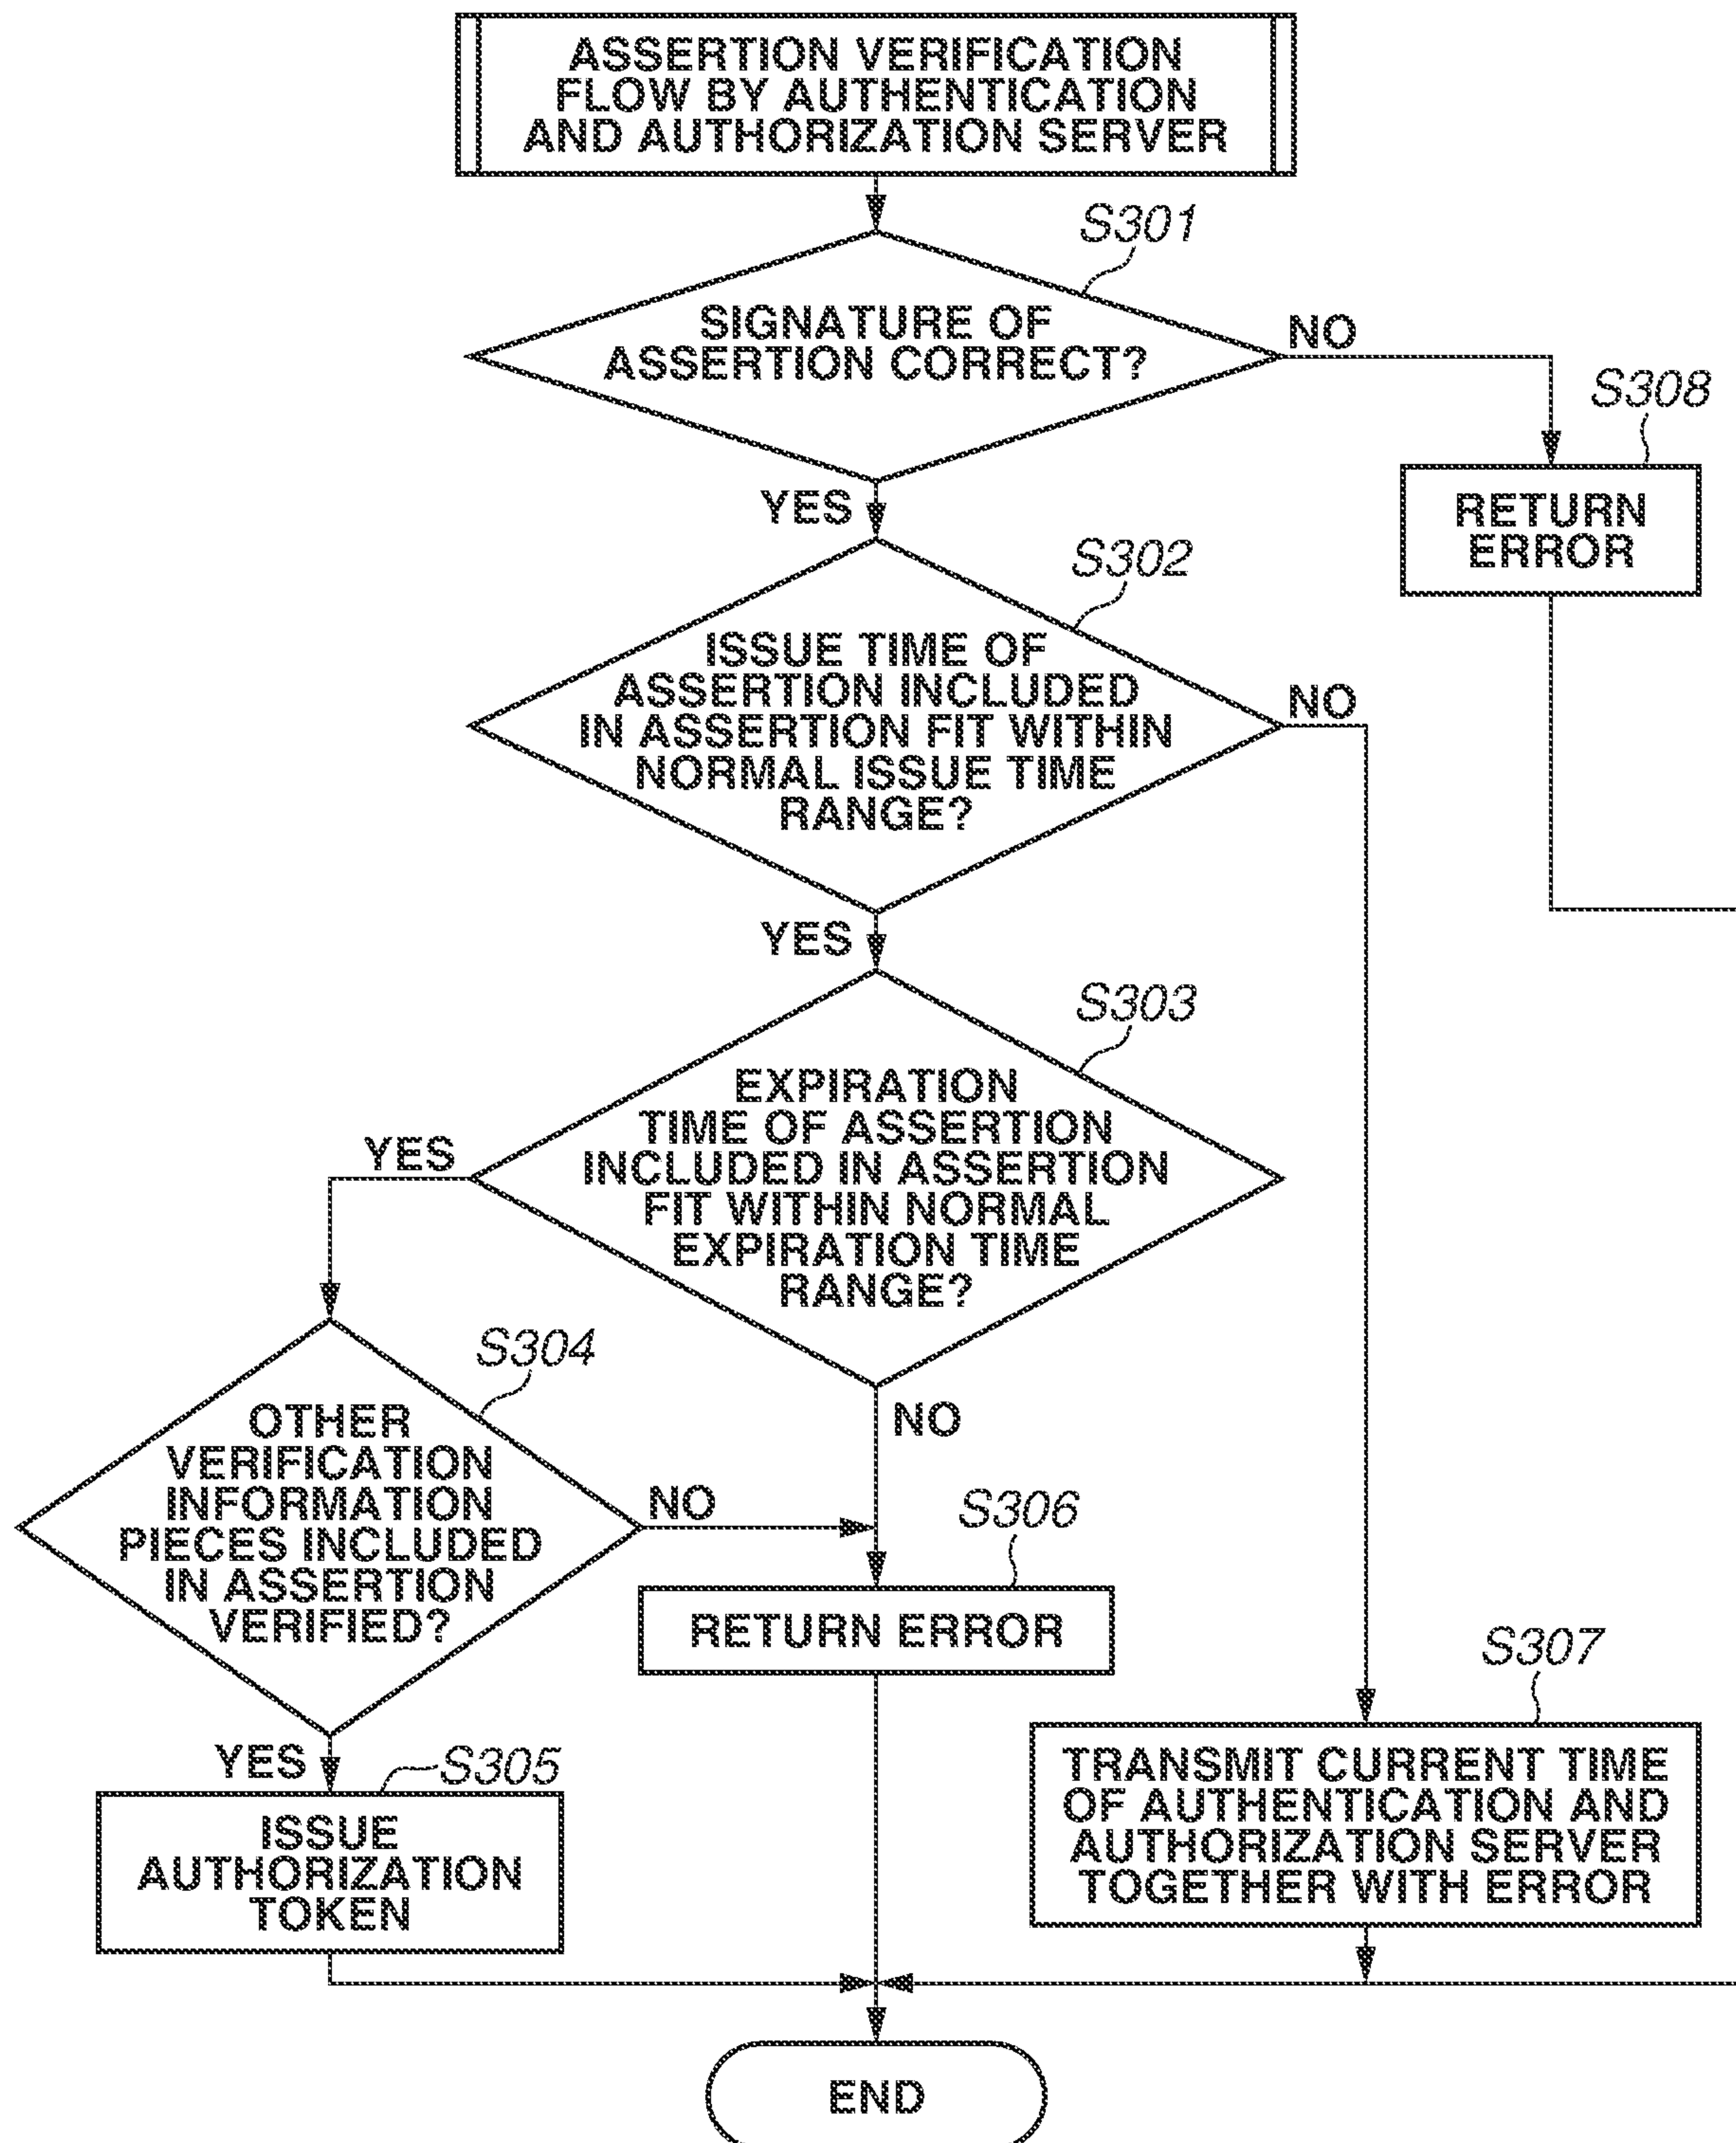 ASSERTION VERIFICATION
FLOW BY AUTHENTICATION
AND AUTHORIZATION SERVER
S301
SIGNATURE OF
ASSERTION CORRECT?
NO
S308
RETURN
ERROR
YES
S302
ISSUE TIME OF
ASSERTION INCLUDED
IN ASSERTION FIT WITHIN
NORMAL ISSUE TIME
RANGE?
NO
YES
S303
EXPIRATION
TIME OF ASSERTION
INCLUDED IN ASSERTION
FIT WITHIN NORMAL
EXPIRATION TIME
RANGE?
YES
NO
S304
OTHER
VERIFICATION
INFORMATION
PIECES INCLUDED
IN ASSERTION
VERIFIED?
NO
S306
RETURN ERROR
S307
TRANSMIT CURRENT TIME
OF AUTHENTICATION AND
AUTHORIZATION SERVER
TOGETHER WITH ERROR
YES
S305
ISSUE
AUTHORIZATION
TOKEN
END